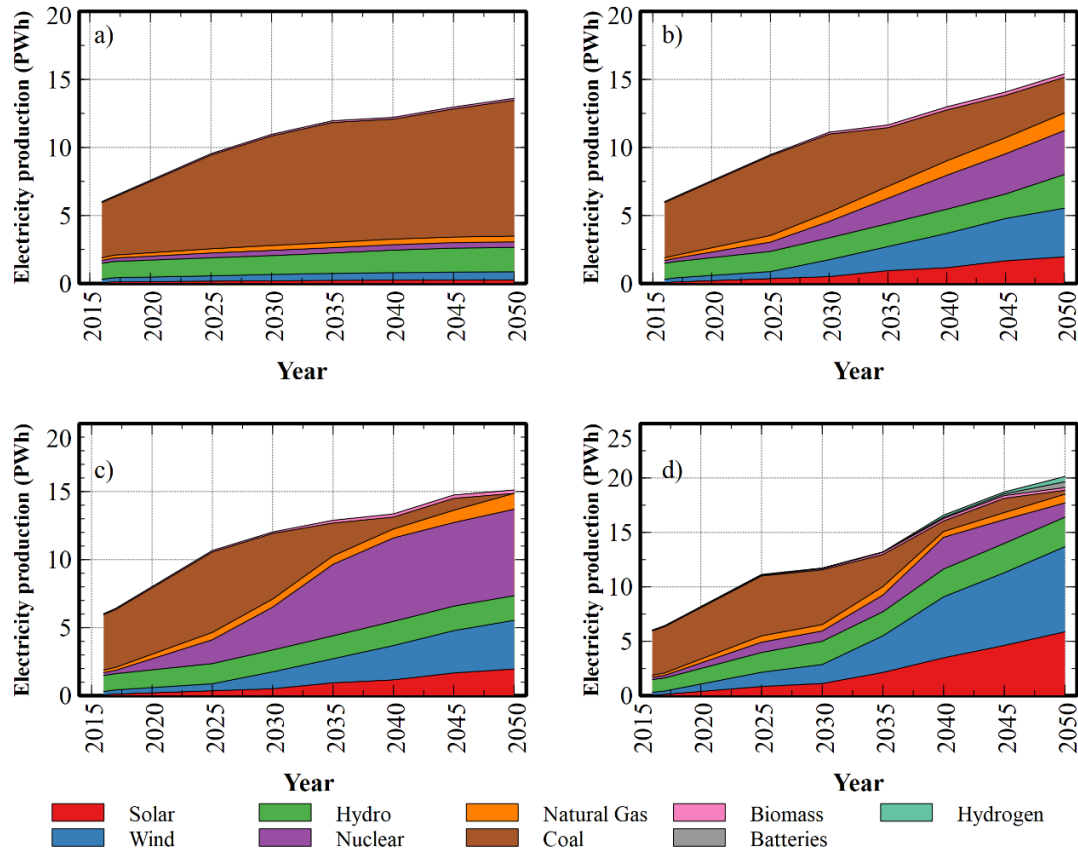 a)
Electricity production (PWh)
20
15
10
5
0
2015 2020 2025 2030 2035 2040 2045 2050
Year
b)
Electricity production (PWh)
20
15
10
5
0
2015 2020 2025 2030 2035 2040 2045 2050
Year
c)
Electricity production (PWh)
20
15
10
5
0
2015 2020 2025 2030 2035 2040 2045 2050
Year
d)
Electricity production (PWh)
25
20
15
10
5
0
2015 2020 2025 2030 2035 2040 2045 2050
Year
Solar Hydro Natural Gas Biomass Hydrogen
Wind Nuclear Coal Batteries